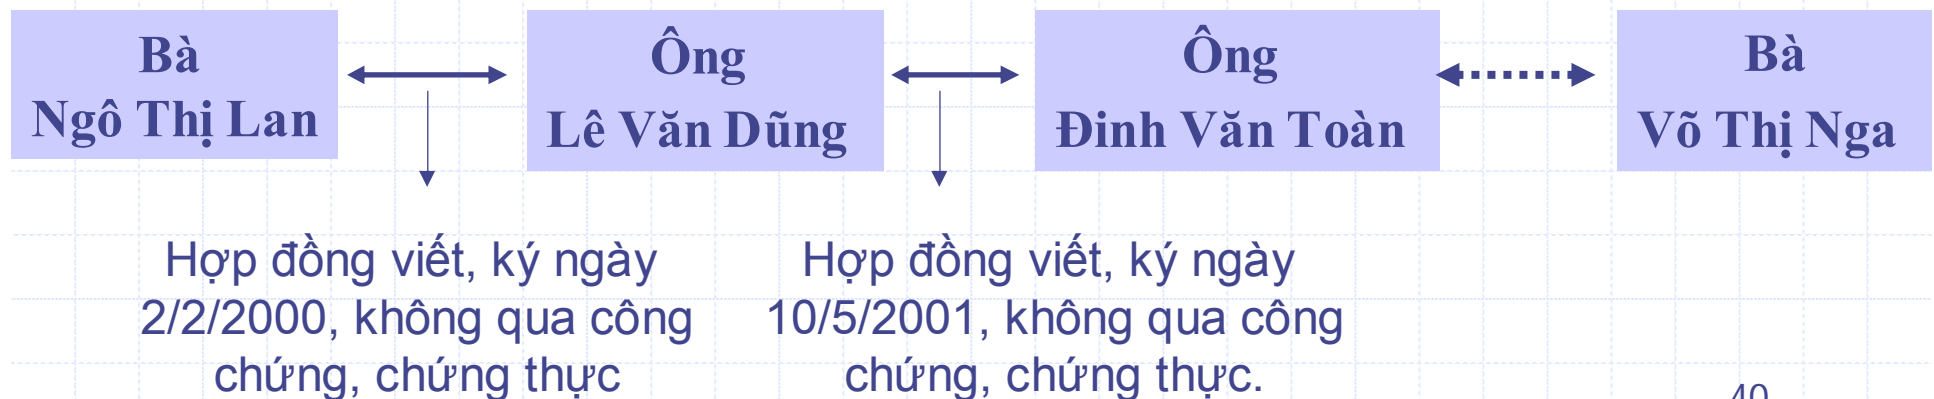 Bà
Ngô Thị Lan
Ông
Lê Văn Dũng
Ông
Đinh Văn Toàn
Bà
Võ Thị Nga
Hợp đồng viết, ký ngày
2/2/2000, không qua công
chứng, chứng thực
Hợp đồng viết, ký ngày
10/5/2001, không qua công
chứng, chứng thực.
40